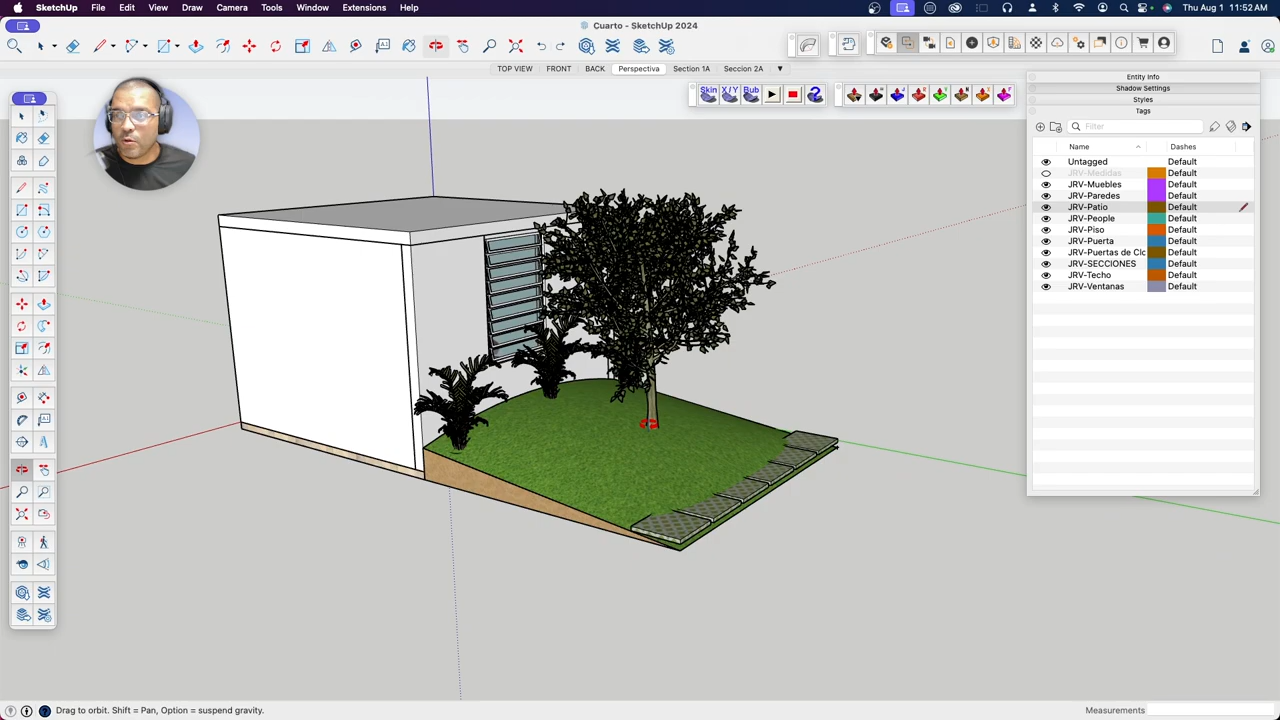 SketchUp File Edit View Draw Camera Tools Window Extensions Help
Thu Aug 1 11:52 AM
Cuarto - SketchUp 2024
TOP VIEW FRONT BACK Perspectiva Section 1A Seccion 2A
Skin X/Y Bub
Entity Info
Shadow Settings
Styles
Tags
Filter
Name Dashes
Untagged Default
JRV-Medidas Default
JRV-Muebles Default
JRV-Paredes Default
JRV-Patio Default
JRV-People Default
JRV-Piso Default
JRV-Puerta Default
JRV-Puertas de Clo Default
JRV-SECCIONES Default
JRV-Techo Default
JRV-Ventanas Default
Drag to orbit. Shift = Pan, Option = suspend gravity.
Measurements